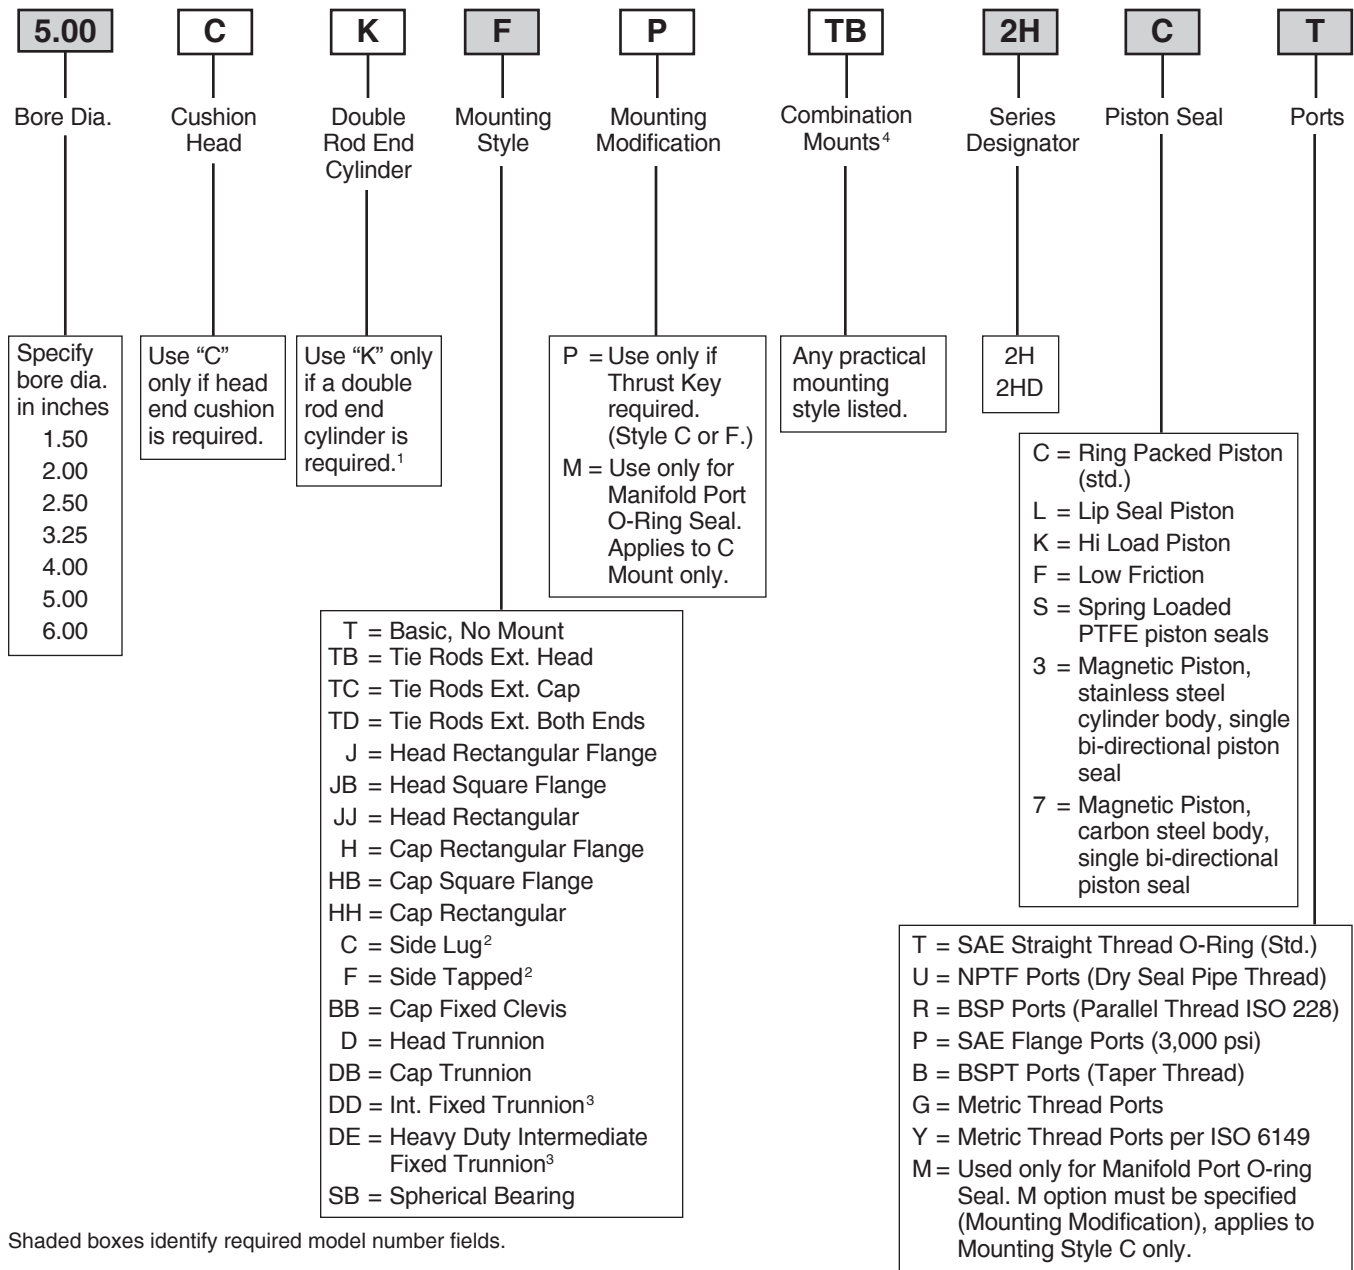 5.00 C K F P TB 2H C T
Bore Dia.
Cushion
Head
Double
Rod End
Cylinder
Mounting
Style
Mounting
Modification
Combination
Mounts⁴
Series
Designator
Piston Seal
Ports
Specify
bore dia.
in inches
1.50
2.00
2.50
3.25
4.00
5.00
6.00
Use “C”
only if head
end cushion
is required.
Use “K” only
if a double
rod end
cylinder is
required.¹
P = Use only if
Thrust Key
required.
(Style C or F.)
M = Use only for
Manifold Port
O-Ring Seal.
Applies to C
Mount only.
Any practical
mounting
style listed.
2H
2HD
C = Ring Packed Piston
(std.)
L = Lip Seal Piston
K = Hi Load Piston
F = Low Friction
S = Spring Loaded
PTFE piston seals
3 = Magnetic Piston,
stainless steel
cylinder body, single
bi-directional piston
seal
7 = Magnetic Piston,
carbon steel body,
single bi-directional
piston seal
T = Basic, No Mount
TB = Tie Rods Ext. Head
TC = Tie Rods Ext. Cap
TD = Tie Rods Ext. Both Ends
J = Head Rectangular Flange
JB = Head Square Flange
JJ = Head Rectangular
H = Cap Rectangular Flange
HB = Cap Square Flange
HH = Cap Rectangular
C = Side Lug²
F = Side Tapped²
BB = Cap Fixed Clevis
D = Head Trunnion
DB = Cap Trunnion
DD = Int. Fixed Trunnion³
DE = Heavy Duty Intermediate
Fixed Trunnion³
SB = Spherical Bearing
T = SAE Straight Thread O-Ring (Std.)
U = NPTF Ports (Dry Seal Pipe Thread)
R = BSP Ports (Parallel Thread ISO 228)
P = SAE Flange Ports (3,000 psi)
B = BSPT Ports (Taper Thread)
G = Metric Thread Ports
Y = Metric Thread Ports per ISO 6149
M = Used only for Manifold Port O-ring
Seal. M option must be specified
(Mounting Modification), applies to
Mounting Style C only.
Shaded boxes identify required model number fields.